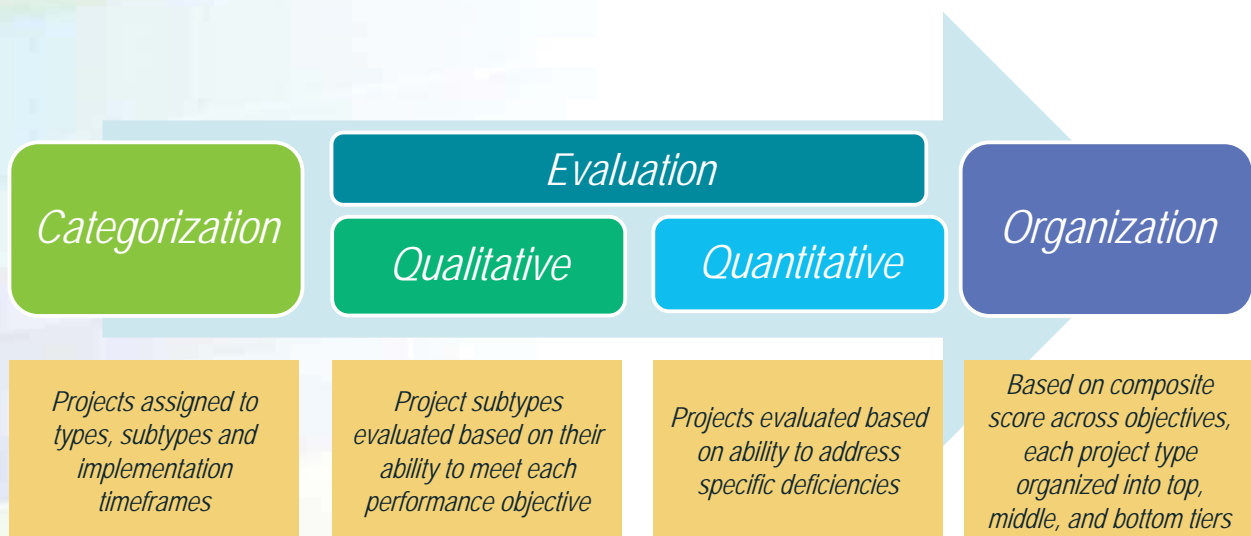 Categorization
Evaluation
Qualitative
Quantitative
Organization
Projects assigned to
types, subtypes and
implementation
timeframes
Project subtypes
evaluated based on their
ability to meet each
performance objective
Projects evaluated based
on ability to address
specific deficiencies
Based on composite
score across objectives,
each project type
organized into top,
middle, and bottom tiers